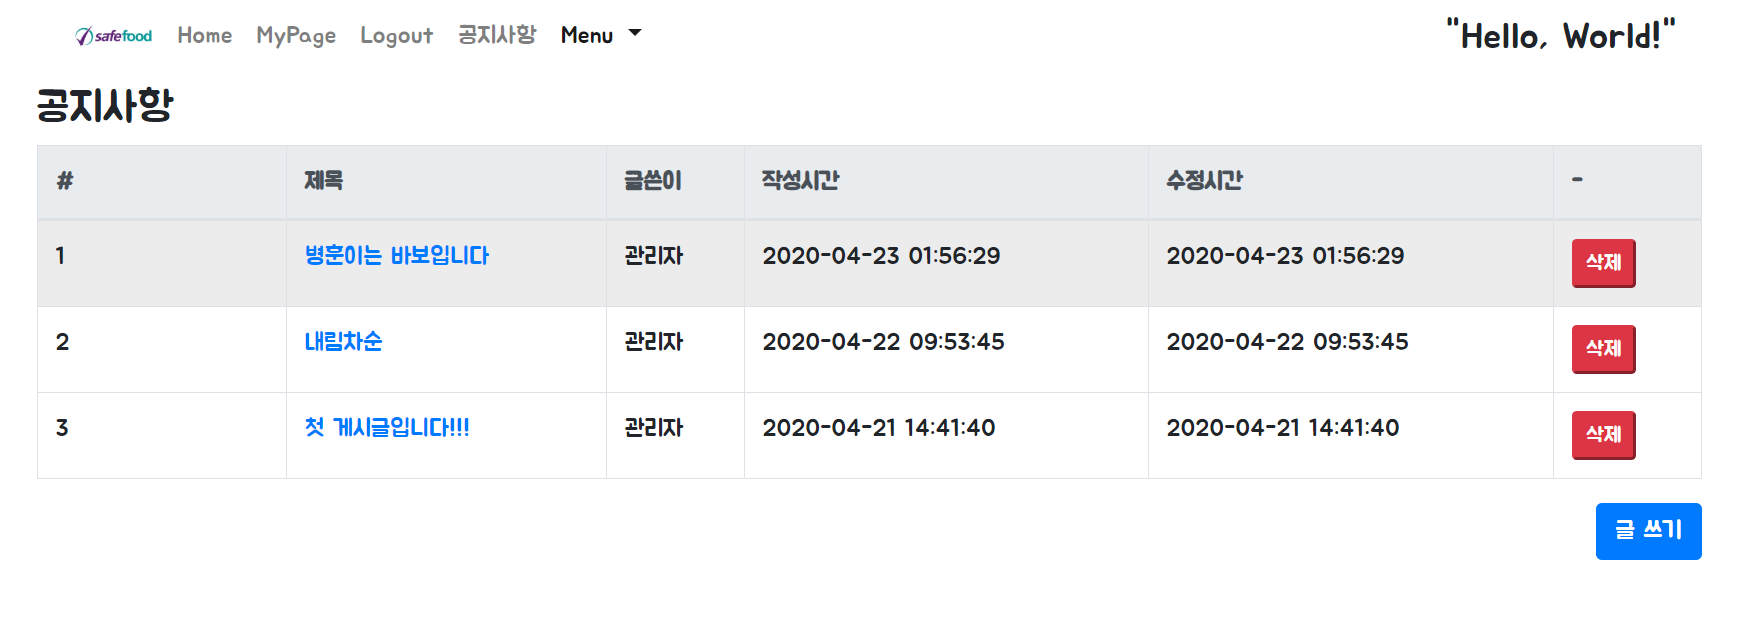 safefood Home MyPage Logout 공지사항 Menu "Hello, World!"
공지사항
# 제목 글쓴이 작성시간 수정시간 -
1 병훈이는 바보입니다 관리자 2020-04-23 01:56:29 2020-04-23 01:56:29 삭제
2 내림차순 관리자 2020-04-22 09:53:45 2020-04-22 09:53:45 삭제
3 첫 게시글입니다!!! 관리자 2020-04-21 14:41:40 2020-04-21 14:41:40 삭제
글 쓰기